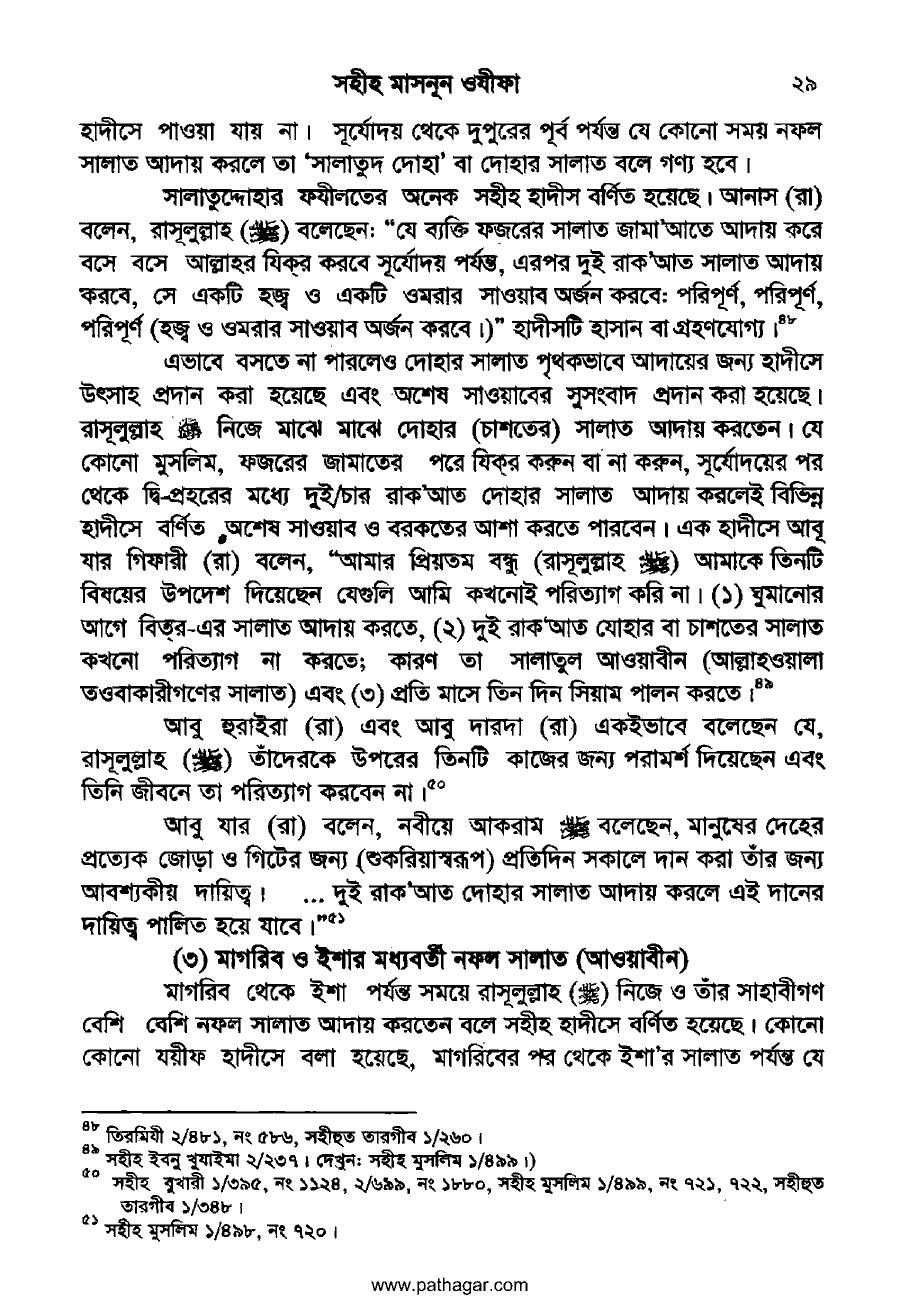 সহীহ মাসনূন ওযীফা ২৯
হাদীসে পাওয়া যায় না। সূর্যোদয় থেকে দুপুরের পূর্ব পর্যন্ত যে কোনো সময় নফল
সালাত আদায় করলে তা ‘সালাতুদ দোহা’ বা দোহার সালাত বলে গণ্য হবে।
সালাতুদ্দোহার ফযীলতের অনেক সহীহ হাদীস বর্ণিত হয়েছে। আনাস (রা)
বলেন, রাসূলুল্লাহ (ﷺ) বলেছেন: “যে ব্যক্তি ফজরের সালাত জামা’আতে আদায় করে
বসে বসে আল্লাহর যিক্‌র করবে সূর্যোদয় পর্যন্ত, এরপর দুই রাক’আত সালাত আদায়
করবে, সে একটি হজ্ব ও একটি ওমরার সাওয়াব অর্জন করবে: পরিপূর্ণ, পরিপূর্ণ,
পরিপূর্ণ (হজ্ব ও ওমরার সাওয়াব অর্জন করবে।)” হাদীসটি হাসান বা গ্রহণযোগ্য।৪৮
এভাবে বসতে না পারলেও দোহার সালাত পৃথকভাবে আদায়ের জন্য হাদীসে
উৎসাহ প্রদান করা হয়েছে এবং অশেষ সাওয়াবের সুসংবাদ প্রদান করা হয়েছে।
রাসূলুল্লাহ ﷺ নিজে মাঝে মাঝে দোহার (চাশতের) সালাত আদায় করতেন। যে
কোনো মুসলিম, ফজরের জামাতের পরে যিক্‌র করুন বা না করুন, সূর্যোদয়ের পর
থেকে দ্বি-প্রহরের মধ্যে দুই/চার রাক’আত দোহার সালাত আদায় করলেই বিভিন্ন
হাদীসে বর্ণিত অশেষ সাওয়াব ও বরকতের আশা করতে পারবেন। এক হাদীসে আবূ
যার গিফারী (রা) বলেন, “আমার প্রিয়তম বন্ধু (রাসূলুল্লাহ ﷺ) আমাকে তিনটি
বিষয়ের উপদেশ দিয়েছেন যেগুলি আমি কখনোই পরিত্যাগ করি না। (১) ঘুমানোর
আগে বিত্‌র-এর সালাত আদায় করতে, (২) দুই রাক‘আত যোহার বা চাশতের সালাত
কখনো পরিত্যাগ না করতে; কারণ তা সালাতুল আওয়াবীন (আল্লাহওয়ালা
তওবাকারীগণের সালাত) এবং (৩) প্রতি মাসে তিন দিন সিয়াম পালন করতে।৪৯
আবু হুরাইরা (রা) এবং আবু দারদা (রা) একইভাবে বলেছেন যে,
রাসূলুল্লাহ (ﷺ) তাঁদেরকে উপরের তিনটি কাজের জন্য পরামর্শ দিয়েছেন এবং
তিনি জীবনে তা পরিত্যাগ করবেন না।৫০
আবু যার (রা) বলেন, নবীয়ে আকরাম ﷺ বলেছেন, মানুষের দেহের
প্রত্যেক জোড়া ও গিটের জন্য (শুকরিয়াস্বরূপ) প্রতিদিন সকালে দান করা তাঁর জন্য
আবশ্যকীয় দায়িত্ব। ... দুই রাক’আত দোহার সালাত আদায় করলে এই দানের
দায়িত্ব পালিত হয়ে যাবে।”৫১
(৩) মাগরিব ও ইশার মধ্যবর্তী নফল সালাত (আওয়াবীন)
মাগরিব থেকে ইশা পর্যন্ত সময়ে রাসূলুল্লাহ (ﷺ) নিজে ও তাঁর সাহাবীগণ
বেশি বেশি নফল সালাত আদায় করতেন বলে সহীহ হাদীসে বর্ণিত হয়েছে। কোনো
কোনো যয়ীফ হাদীসে বলা হয়েছে, মাগরিবের পর থেকে ইশা’র সালাত পর্যন্ত যে
৪৮ তিরমিযী ২/৪৮১, নং ৫৮৬, সহীহুত তারগীব ১/২৬০।
৪৯ সহীহ ইবনু খুযাইমা ২/২৩৭। দেখুন: সহীহ মুসলিম ১/৪৯৯।)
৫০ সহীহ বুখারী ১/৩৯৫, নং ১১২৪, ২/৬৯৯, নং ১৮৮০, সহীহ মুসলিম ১/৪৯৯, নং ৭২১, ৭২২, সহীহুত
তারগীব ১/৩৪৮।
৫১ সহীহ মুসলিম ১/৪৯৮, নং ৭২০।
www.pathagar.com